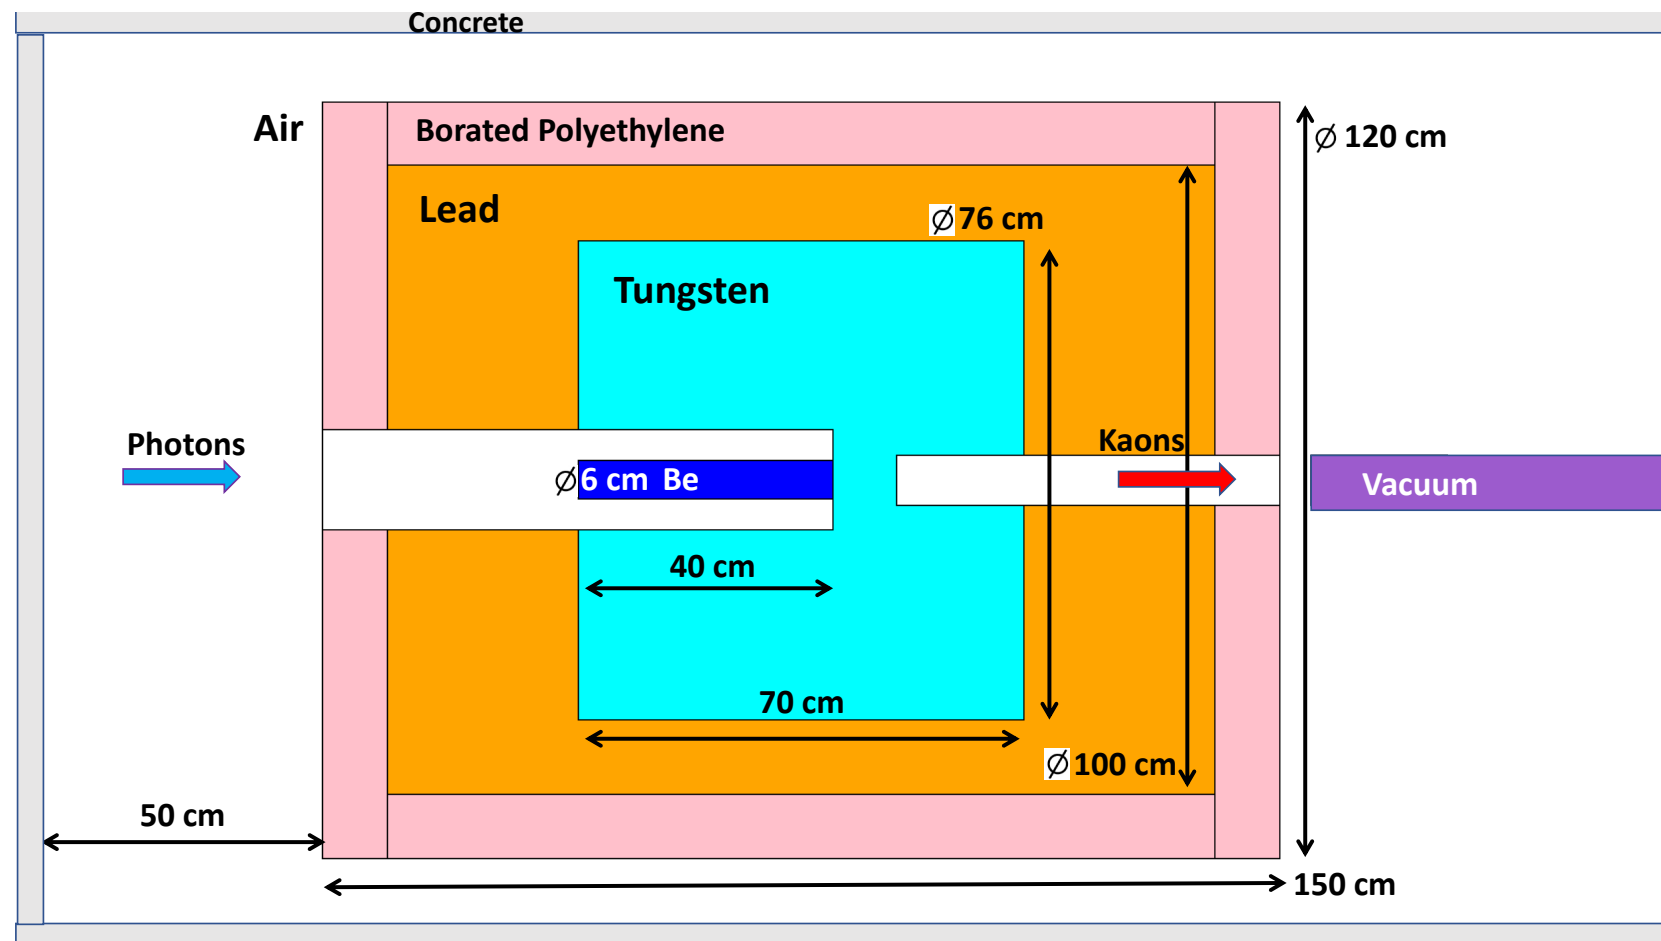 Concrete
Air
Borated Polyethylene
∅ 120 cm
Lead
∅ 76 cm
Tungsten
Photons
Kaons
∅ 6 cm Be
Vacuum
40 cm
70 cm
∅ 100 cm
50 cm
150 cm